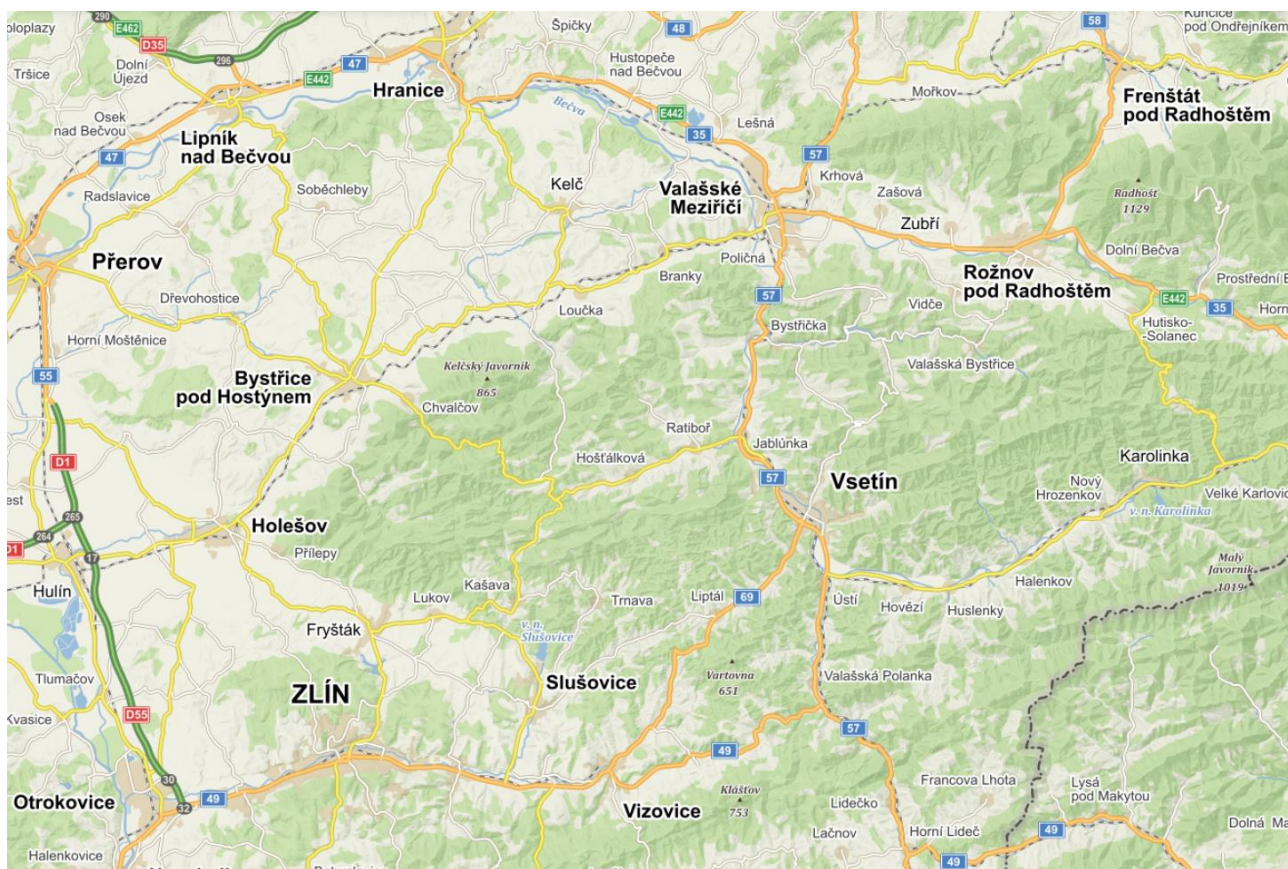 290
E462
D35
296
Tršice
Dolní
Újezd
47
E442
Hranice
Špičky
48
Hustopeče
nad Bečvou
58
pod Ondřejníkem
Osek
nad Bečvou
Lipník
nad Bečvou
47
Bečva
E442
35
Lešná
Mořkov
Frenštát
pod Radhoštěm
57
Radslavice
Soběchleby
Kelč
Valašské
Meziříčí
Krhová
Zašová
Zubří
Radhošť
1129
Přerov
Poličná
Branky
Dolní Bečva
Rožnov
pod Radhoštěm
Prostřední B
Dřevohostice
Loučka
57
Vidče
E442
35
Horn
Horní Moštěnice
Bystřička
Hutisko-
-Solanec
55
Bystřice
pod Hostýnem
Kelčský Javorník
865
Valašská Bystřice
Chvalčov
Ratiboř
Jablůnka
D1
Hošťálková
57
Vsetín
Karolinka
Nový
Hrozenkov
Velké Karlovic
v. n. Karolinka
est
265
264
D1
17
Holešov
Přílepy
Malý
Javorník
1019
Hulín
Kašava
Lukov
Trnava
Liptál
69
Ústí
Hovězí
Huslenky
Halenkov
Fryšták
v. n.
Slušovice
Tlumačov
ZLÍN
Slušovice
Vartovna
651
Valašská Polanka
Kvasice
D55
57
49
30
32
49
Otrokovice
Vizovice
Klášťov
753
Lidečko
Francova Lhota
Lysá
pod Makytou
Lačnov
Horní Lideč
49
Dolná Ma
Halenkovice
49